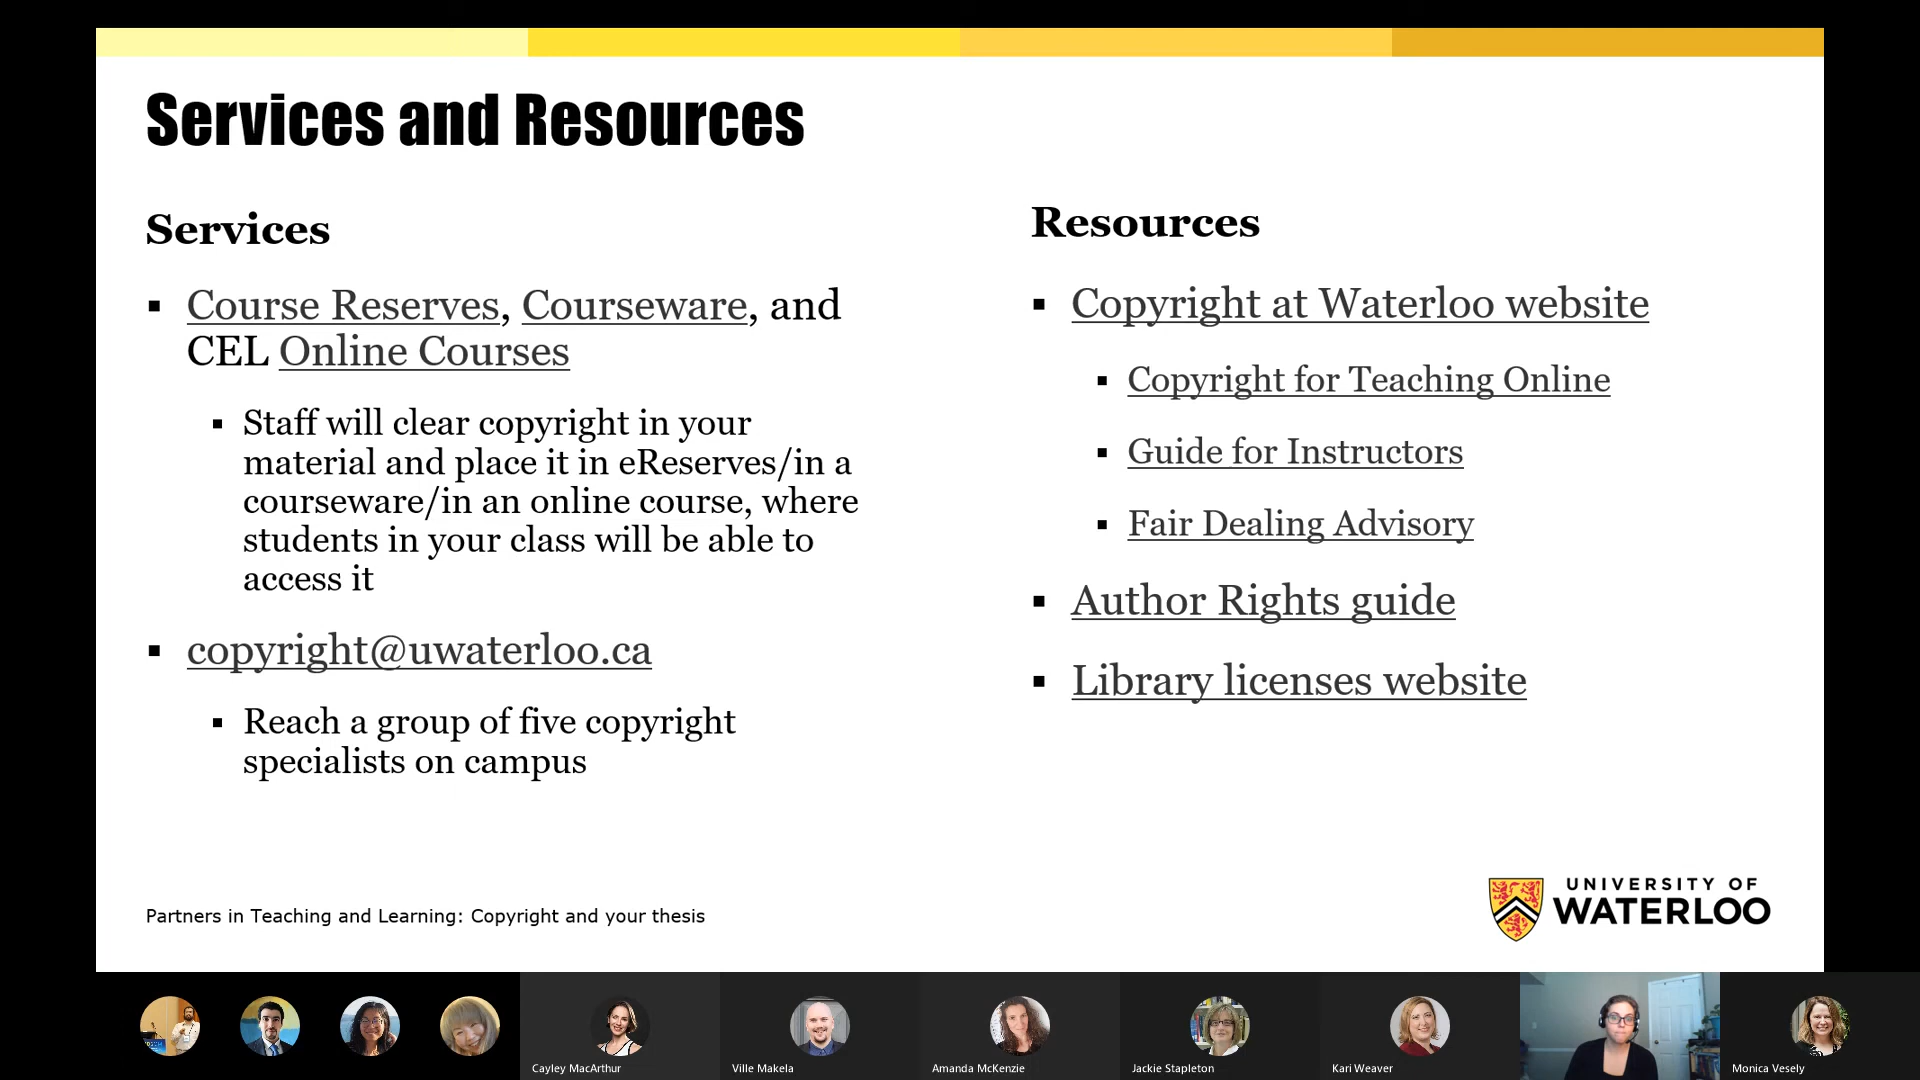 Services and Resources
Services
▪ Course Reserves, Courseware, and
CEL Online Courses
▪ Staff will clear copyright in your
material and place it in eReserves/in a
courseware/in an online course, where
students in your class will be able to
access it
▪ copyright@uwaterloo.ca
▪ Reach a group of five copyright
specialists on campus
Resources
▪ Copyright at Waterloo website
▪ Copyright for Teaching Online
▪ Guide for Instructors
▪ Fair Dealing Advisory
▪ Author Rights guide
▪ Library licenses website
Partners in Teaching and Learning: Copyright and your thesis
UNIVERSITY OF
WATERLOO
Cayley MacArthur
Ville Makela
Amanda McKenzie
Jackie Stapleton
Kari Weaver
Monica Vesely